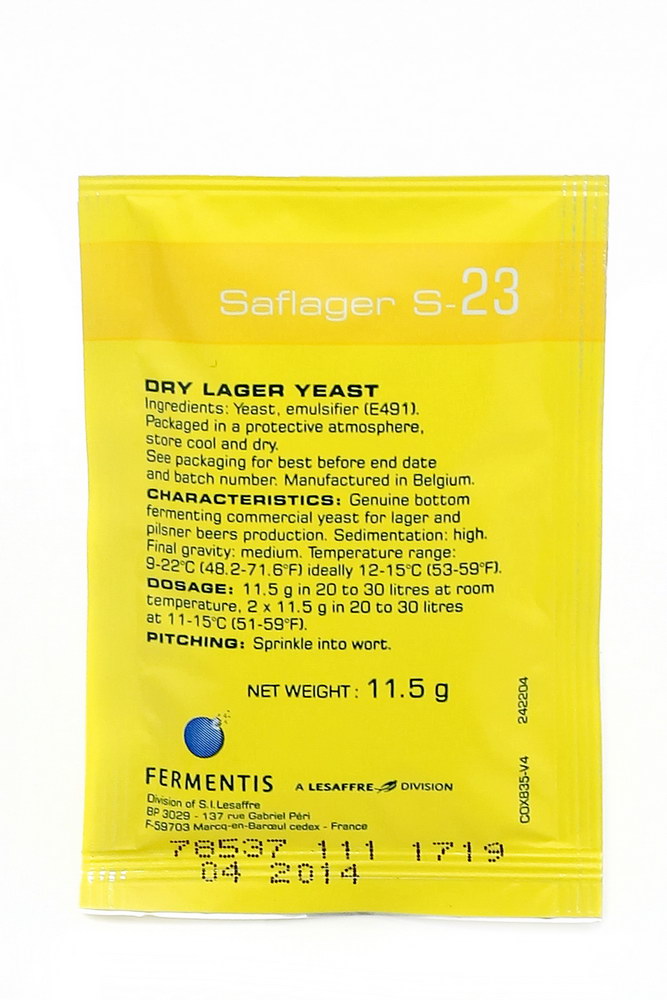 Saflager S-23
DRY LAGER YEAST
Ingredients: Yeast, emulsifier (E491).
Packaged in a protective atmosphere,
store cool and dry.
See packaging for best before end date
and batch number. Manufactured in Belgium.
CHARACTERISTICS: Genuine bottom
fermenting commercial yeast for lager and
pilsner beers production. Sedimentation: high.
Final gravity: medium. Temperature range:
9-22°C (48.2-71.6°F) ideally 12-15°C (53-59°F).
DOSAGE: 11.5 g in 20 to 30 litres at room
temperature, 2 x 11.5 g in 20 to 30 litres
at 11-15°C (51-59°F).
PITCHING: Sprinkle into wort.
NET WEIGHT : 11.5 g
COX835-V4 242204
FERMENTIS A LESAFFRE DIVISION
Division of S.I.Lesaffre
BP 3029 - 137 rue Gabriel Péri
F-59703 Marcq-en-Barœul cedex - France
78537 111 1719
04 2014